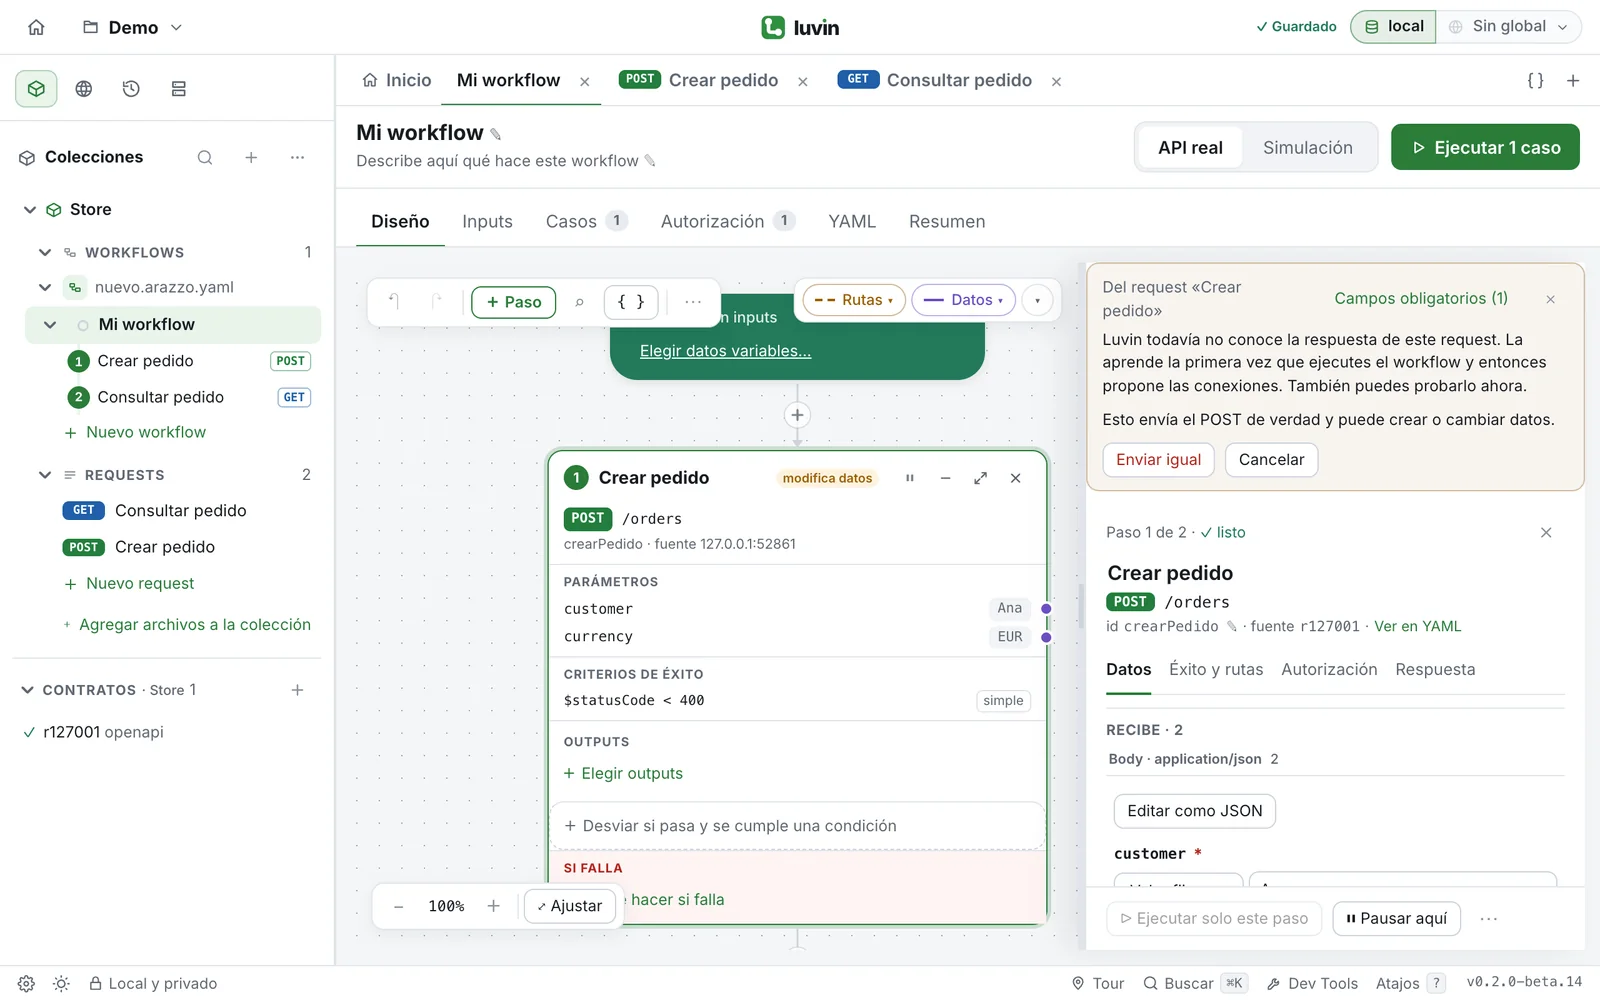 Demo
luvin
Guardado
local
Sin global
Inicio
Mi workflow
POST Crear pedido
GET Consultar pedido
{ }
Colecciones
Mi workflow
Describe aquí qué hace este workflow
API real
Simulación
Ejecutar 1 caso
Store
WORKFLOWS 1
nuevo.arazzo.yaml
Mi workflow
1 Crear pedido POST
2 Consultar pedido GET
+ Nuevo workflow
REQUESTS 2
GET Consultar pedido
POST Crear pedido
+ Nuevo request
+ Agregar archivos a la colección
CONTRATOS · Store 1
r127001 openapi
Diseño
Inputs
Casos 1
Autorización 1
YAML
Resumen
+ Paso
{ }
Rutas
Datos
n inputs
Elegir datos variables...
1 Crear pedido
modifica datos
POST /orders
crearPedido · fuente 127.0.0.1:52861
PARÁMETROS
customer Ana
currency EUR
CRITERIOS DE ÉXITO
$statusCode < 400 simple
OUTPUTS
+ Elegir outputs
+ Desviar si pasa y se cumple una condición
SI FALLA
hacer si falla
− 100% +
Ajustar
Del request «Crear
pedido»
Campos obligatorios (1)
Luvin todavía no conoce la respuesta de este request. La
aprende la primera vez que ejecutes el workflow y entonces
propone las conexiones. También puedes probarlo ahora.
Esto envía el POST de verdad y puede crear o cambiar datos.
Enviar igual
Cancelar
Paso 1 de 2 · ✓ listo
Crear pedido
POST /orders
id crearPedido · fuente r127001 · Ver en YAML
Datos
Éxito y rutas
Autorización
Respuesta
RECIBE · 2
Body · application/json 2
Editar como JSON
customer *
Ejecutar solo este paso
Pausar aquí
Local y privado
Tour
Buscar ⌘K
Dev Tools
Atajos ?
v0.2.0-beta.14